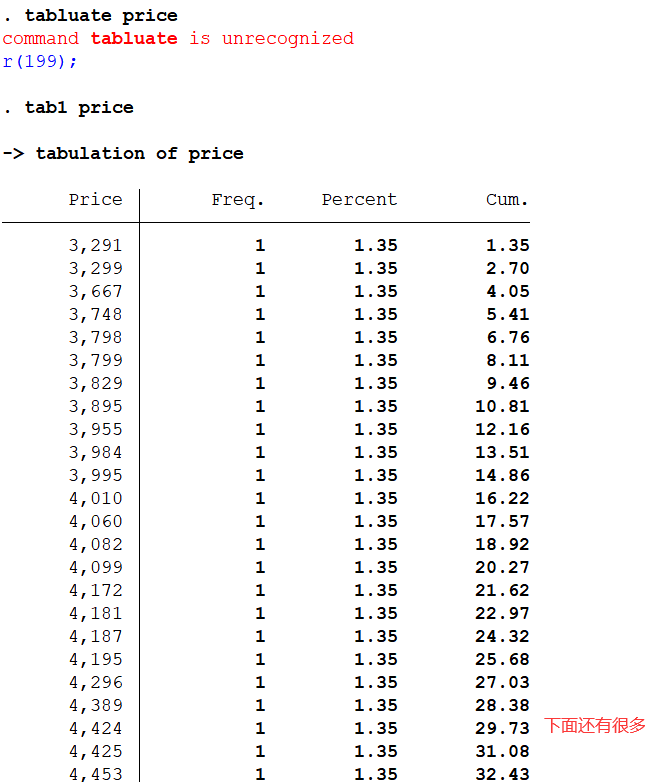 . tabluate price
command tabluate is unrecognized
r(199);
. tab1 price
-> tabulation of price
Price Freq. Percent Cum.
3,291 1 1.35 1.35
3,299 1 1.35 2.70
3,667 1 1.35 4.05
3,748 1 1.35 5.41
3,798 1 1.35 6.76
3,799 1 1.35 8.11
3,829 1 1.35 9.46
3,895 1 1.35 10.81
3,955 1 1.35 12.16
3,984 1 1.35 13.51
3,995 1 1.35 14.86
4,010 1 1.35 16.22
4,060 1 1.35 17.57
4,082 1 1.35 18.92
4,099 1 1.35 20.27
4,172 1 1.35 21.62
4,181 1 1.35 22.97
4,187 1 1.35 24.32
4,195 1 1.35 25.68
4,296 1 1.35 27.03
4,389 1 1.35 28.38
4,424 1 1.35 29.73 下面还有很多
4,425 1 1.35 31.08
4,453 1 1.35 32.43